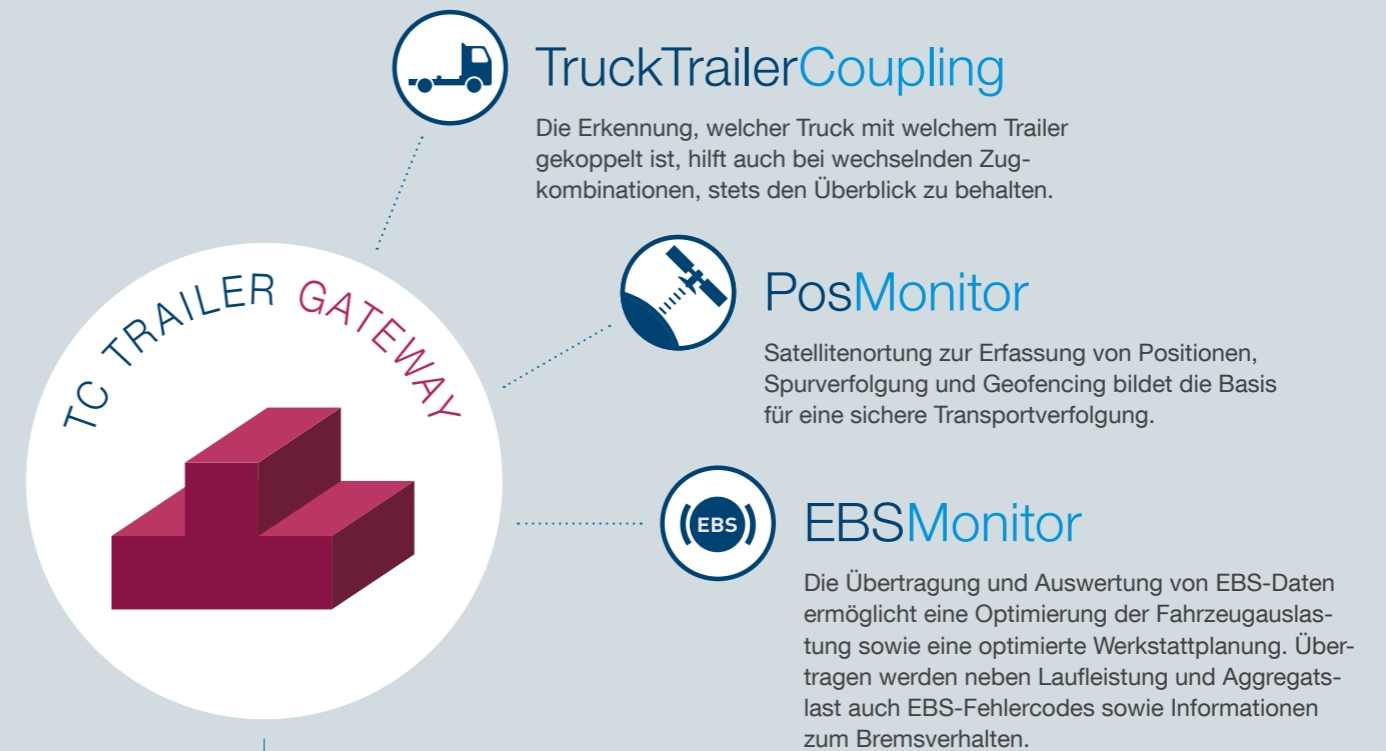 TruckTrailerCoupling
Die Erkennung, welcher Truck mit welchem Trailer
gekoppelt ist, hilft auch bei wechselnden Zug-
kombinationen, stets den Überblick zu behalten.
TC TRAILER GATEWAY
PosMonitor
Satellitenortung zur Erfassung von Positionen,
Spurverfolgung und Geofencing bildet die Basis
für eine sichere Transportverfolgung.
EBS
EBSMonitor
Die Übertragung und Auswertung von EBS-Daten
ermöglicht eine Optimierung der Fahrzeugauslas-
tung sowie eine optimierte Werkstattplanung. Über-
tragen werden neben Laufleistung und Aggregats-
last auch EBS-Fehlercodes sowie Informationen
zum Bremsverhalten.